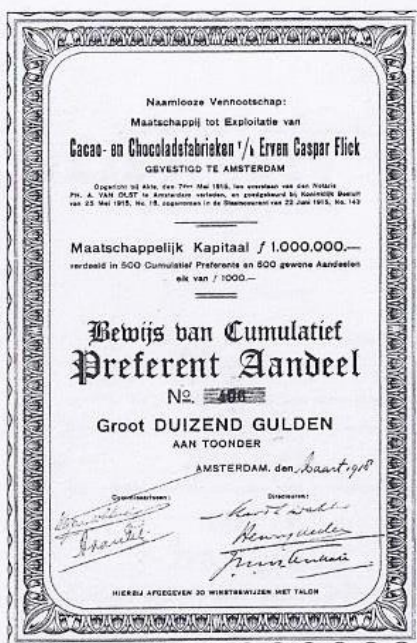 Naamlooze Vennootschap:
Maatschappij tot Exploitatie van
Cacao- en Chocoladefabrieken v/h Erven Caspar Flick
GEVESTIGD TE AMSTERDAM
Opgericht bij Akte, den 7den Mei 1915, ten overstaan van den Notaris
PH. A. VAN OLST te Amsterdam verleden, en goedgekeurd bij Koninklijk Besluit
van 25 Mei 1915, No. 16, opgenomen in de Staatscourant van 22 Juni 1915, No. 143
Maatschappelijk Kapitaal ƒ 1.000.000.—
verdeeld in 500 Cumulatief Preferente en 500 gewone Aandeelen
elk van ƒ 1000.—
Bewijs van Cumulatief
Preferent Aandeel
No. 406
Groot DUIZEND GULDEN
AAN TOONDER
AMSTERDAM, den Maart 1918
Commissarissen:
Directeuren:
HIERBIJ AFGEGEVEN 30 WINSTBEWIJZEN MET TALON